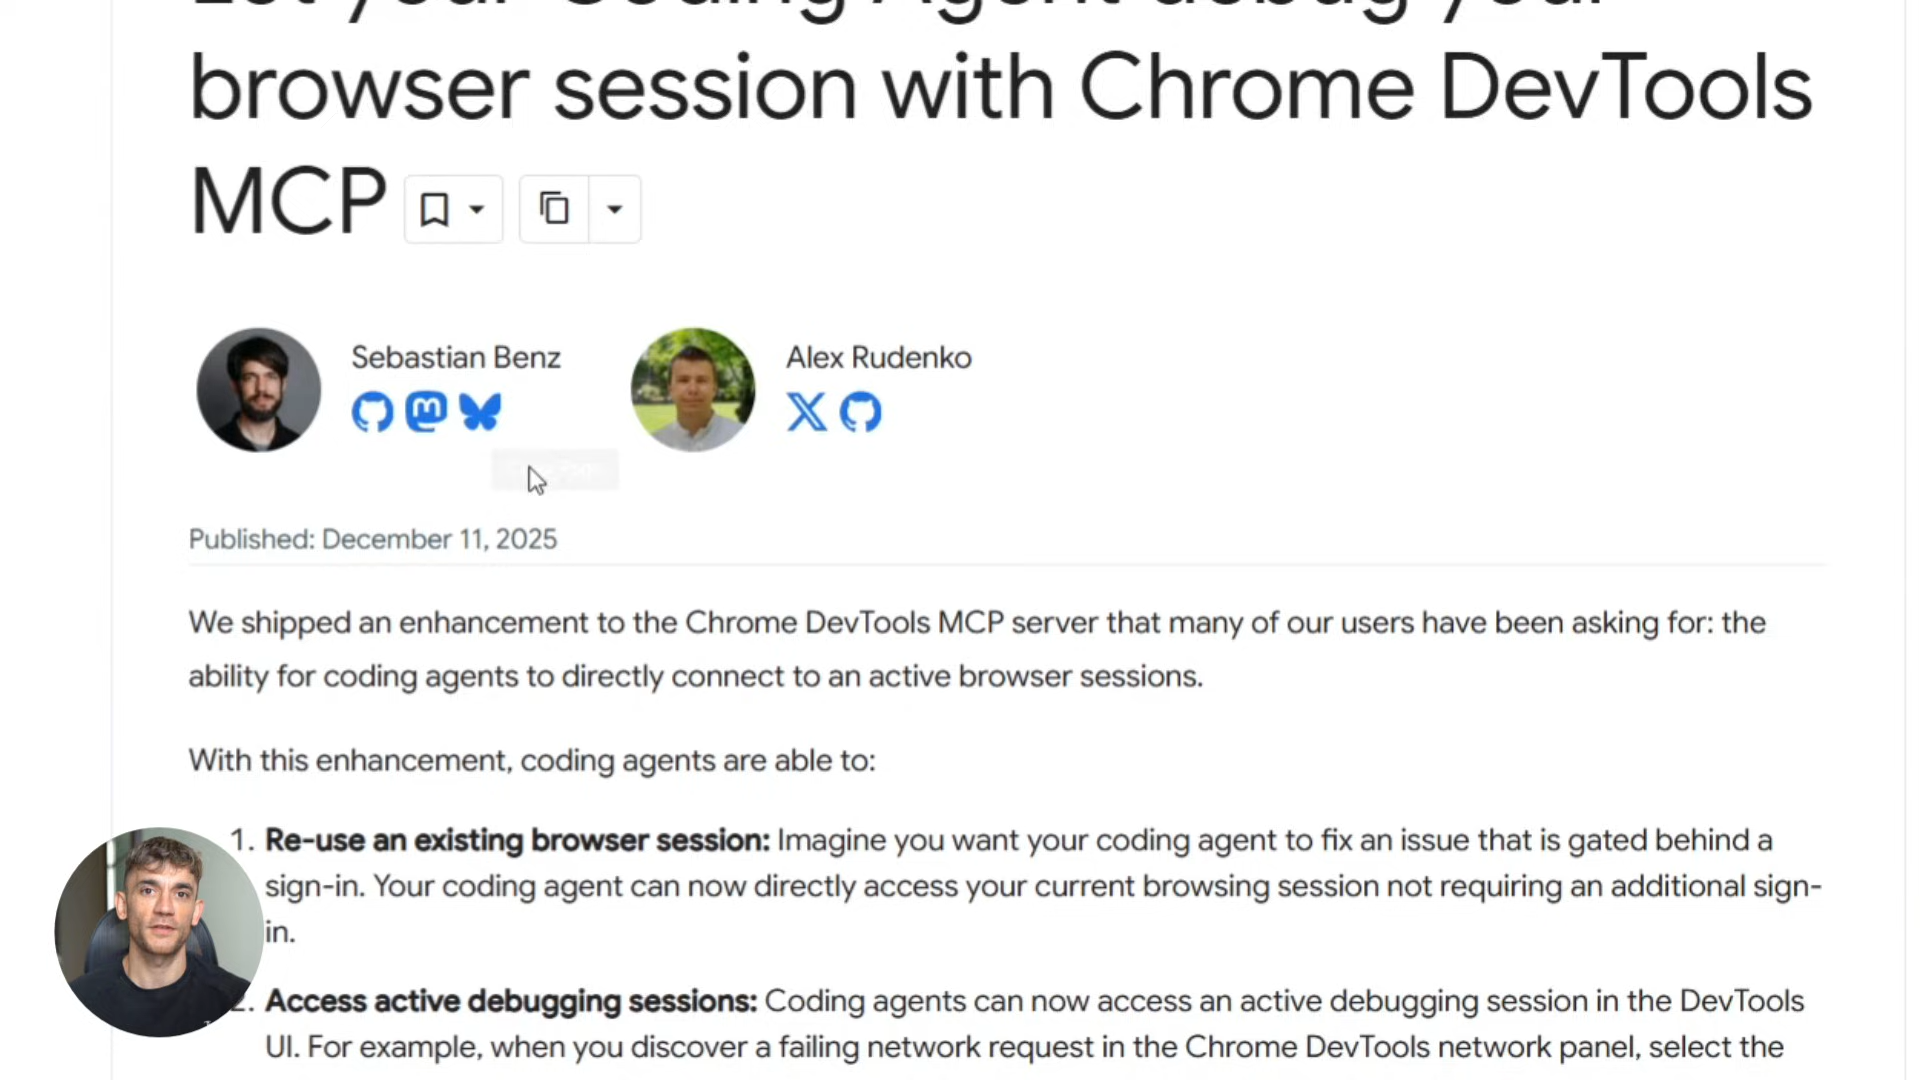 Let your Coding Agent debug your
browser session with Chrome DevTools
MCP
Sebastian Benz
Alex Rudenko
Published: December 11, 2025
We shipped an enhancement to the Chrome DevTools MCP server that many of our users have been asking for: the
ability for coding agents to directly connect to an active browser sessions.
With this enhancement, coding agents are able to:
1. Re-use an existing browser session: Imagine you want your coding agent to fix an issue that is gated behind a
sign-in. Your coding agent can now directly access your current browsing session not requiring an additional sign-
in.
2. Access active debugging sessions: Coding agents can now access an active debugging session in the DevTools
UI. For example, when you discover a failing network request in the Chrome DevTools network panel, select the